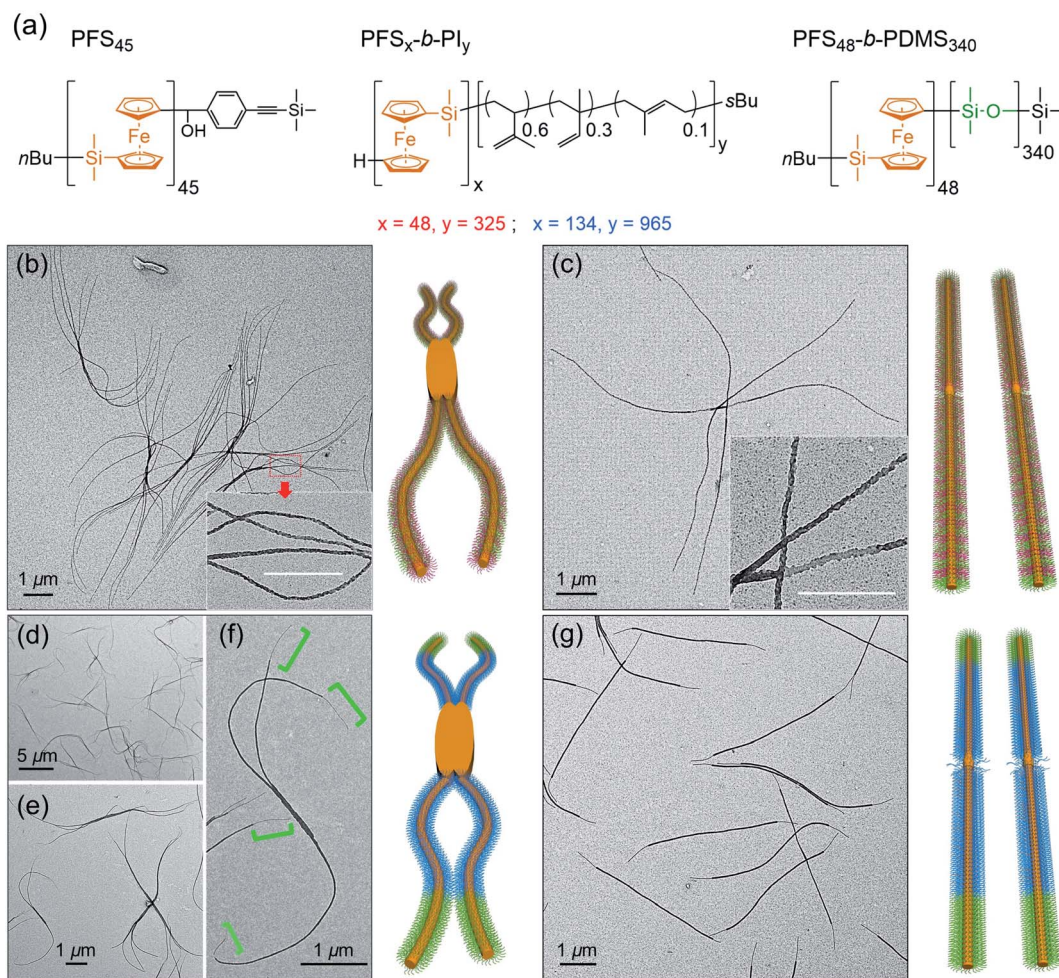 (a)
PFS45
PFSx-b-PIy
PFS48-b-PDMS340
nBu
Si
Fe
OH
Si
45
H
Fe
Si
0.6
0.3
0.1
sBu
y
x
nBu
Si
Fe
Si-O
Si
340
48
x = 48, y = 325 ; x = 134, y = 965
(b)
1 µm
(c)
1 µm
(d)
5 µm
(e)
1 µm
(f)
1 µm
(g)
1 µm